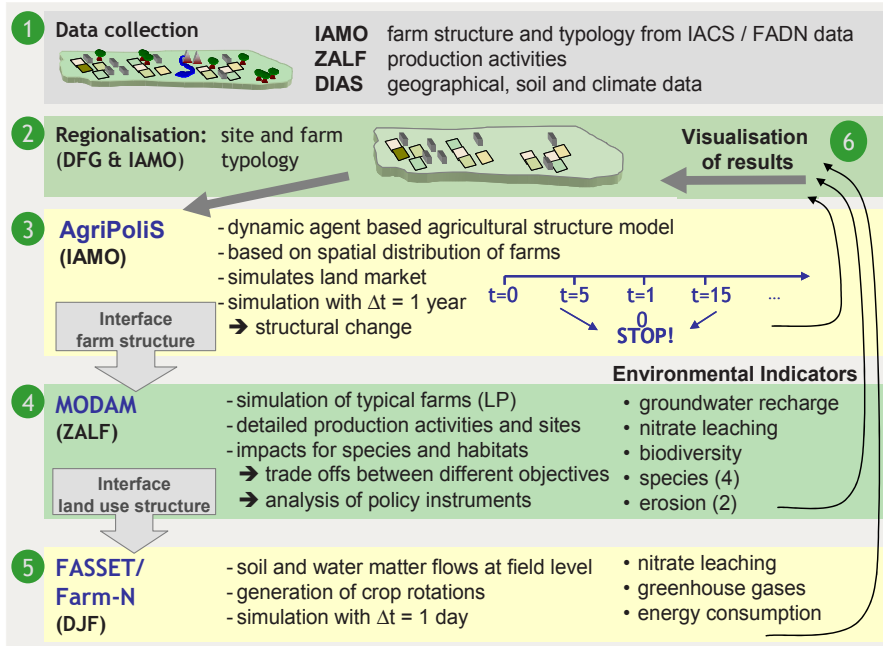 1
Data collection
IAMO farm structure and typology from IACS / FADN data
ZALF production activities
DIAS geographical, soil and climate data
2
Regionalisation: site and farm
(DFG & IAMO) typology
Visualisation
of results
6
3
AgriPoliS
(IAMO)
- dynamic agent based agricultural structure model
- based on spatial distribution of farms
- simulates land market
- simulation with Δt = 1 year
➔ structural change
t=0 t=5 t=1 t=15 ...
0
STOP!
Interface
farm structure
4
MODAM
(ZALF)
- simulation of typical farms (LP)
- detailed production activities and sites
- impacts for species and habitats
➔ trade offs between different objectives
➔ analysis of policy instruments
Environmental Indicators
• groundwater recharge
• nitrate leaching
• biodiversity
• species (4)
• erosion (2)
Interface
land use structure
5
FASSET/
Farm-N
(DJF)
- soil and water matter flows at field level
- generation of crop rotations
- simulation with Δt = 1 day
• nitrate leaching
• greenhouse gases
• energy consumption